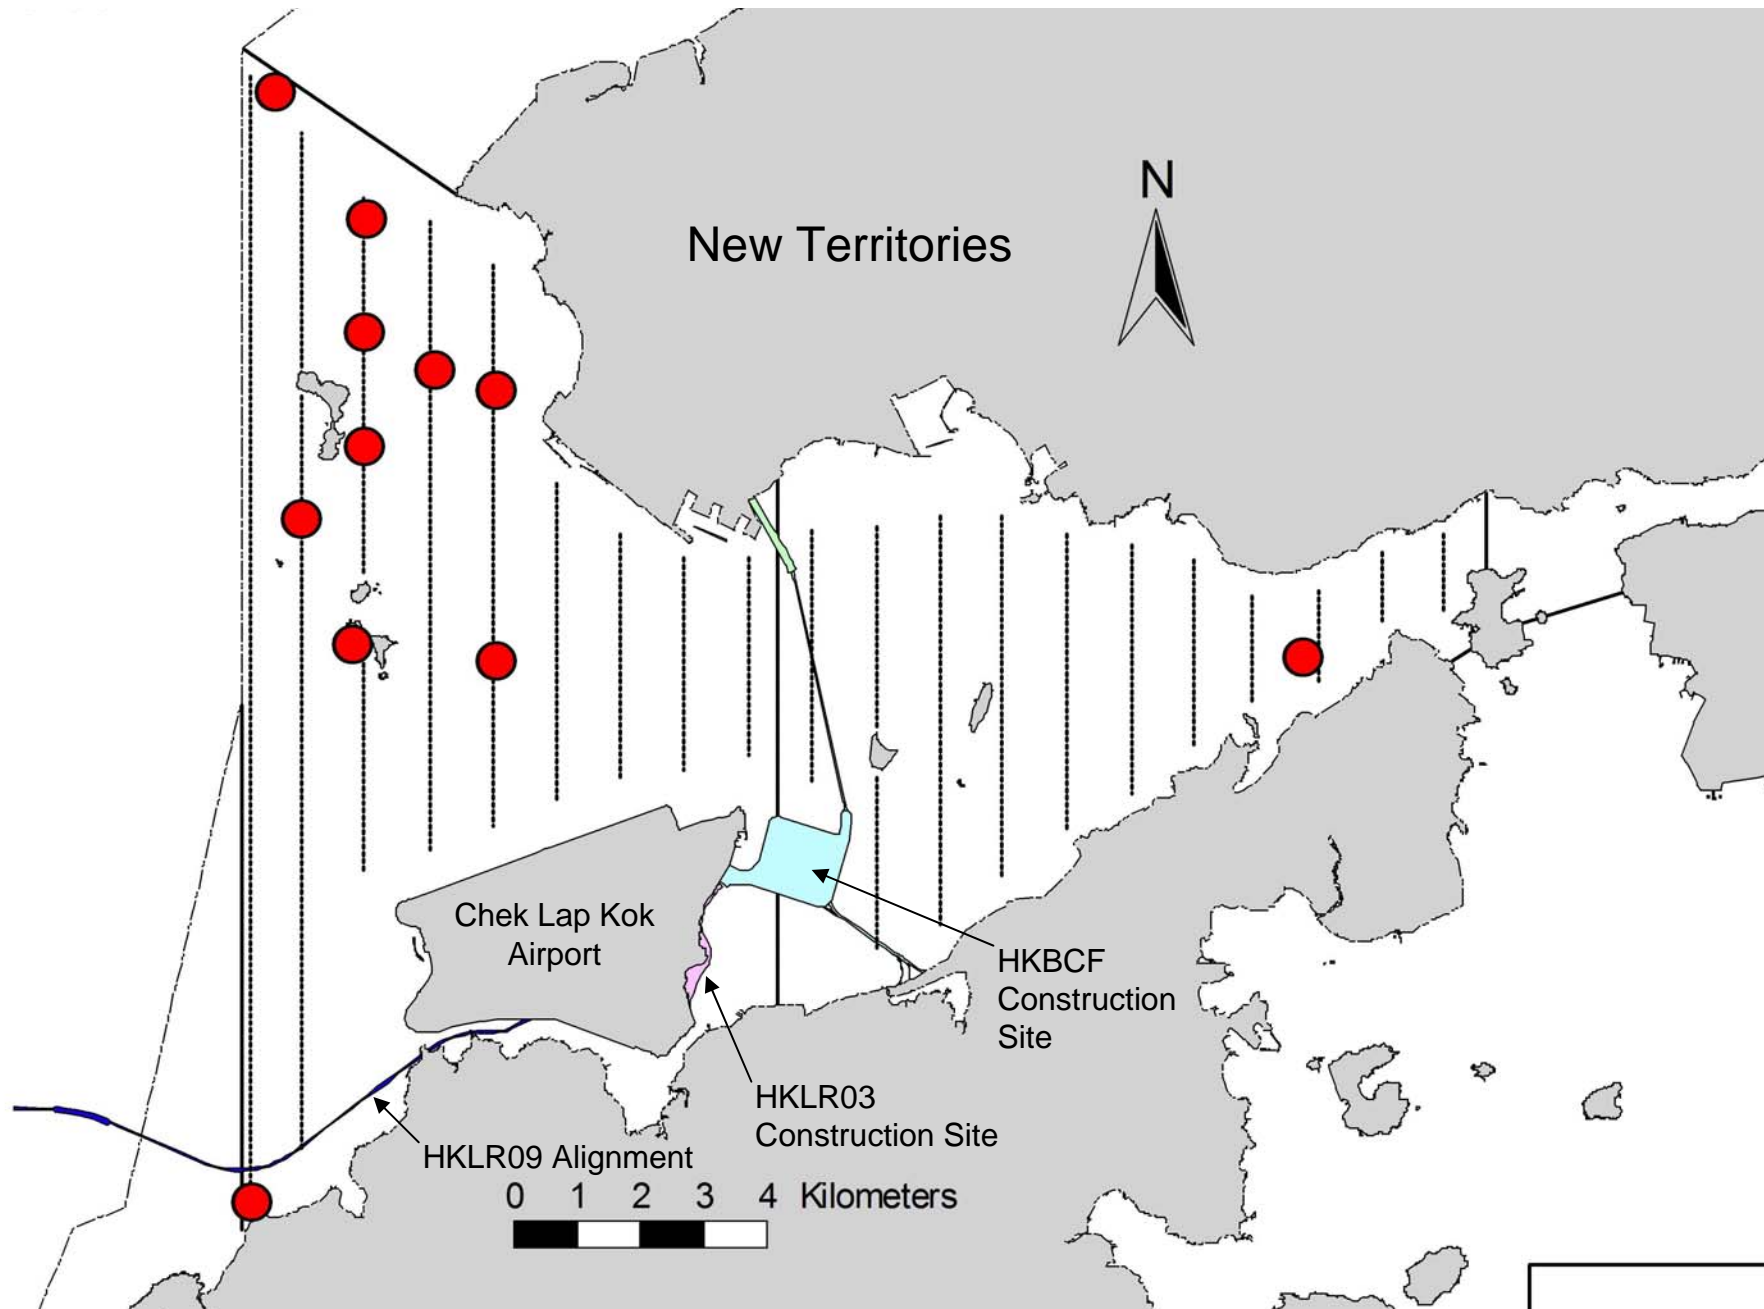 N
New Territories
Chek Lap Kok
Airport
HKBCF
Construction
Site
HKLR03
Construction Site
HKLR09 Alignment
0 1 2 3 4 Kilometers